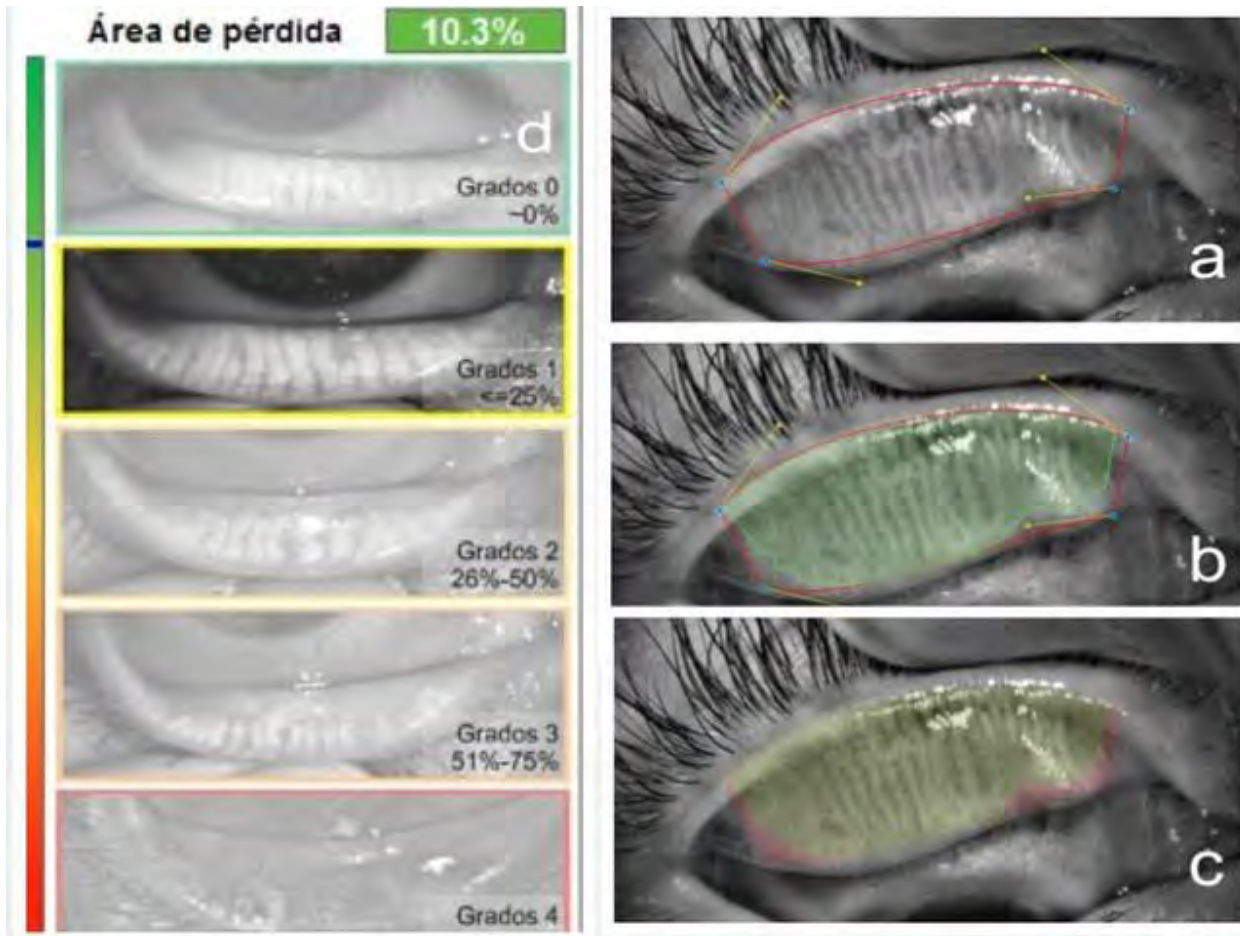 Área de pérdida 10.3%
d
Grados 0
~0%
Grados 1
<=25%
Grados 2
26%-50%
Grados 3
51%-75%
Grados 4
a
b
c